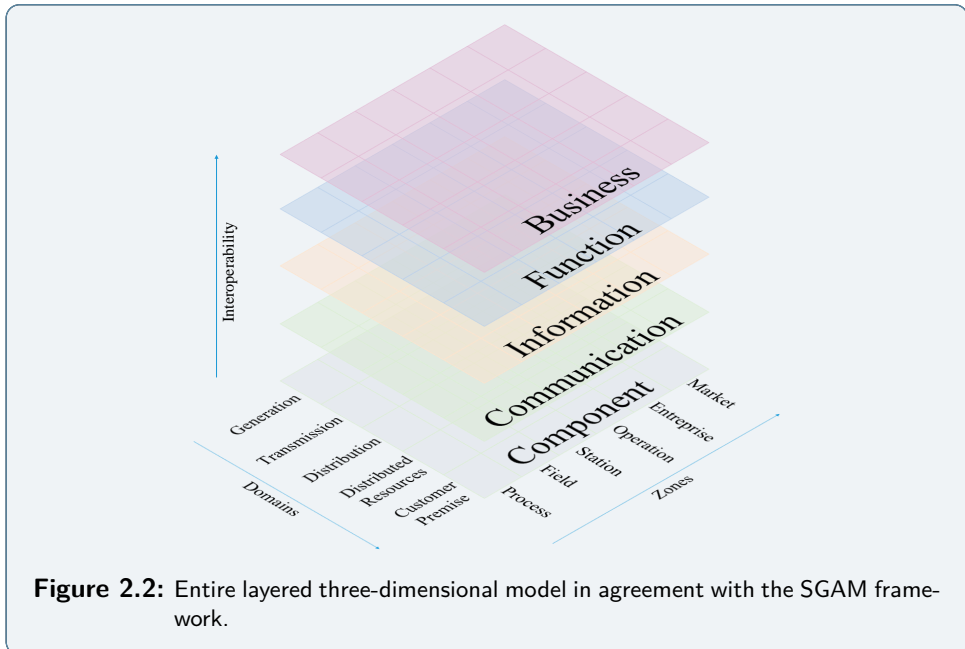 Business
Function
Information
Communication
Component
Interoperability
Generation
Transmission
Distribution
Distributed
Resources
Customer
Premise
Domains
Process
Field
Station
Operation
Entreprise
Market
Zones
Figure 2.2: Entire layered three-dimensional model in agreement with the SGAM frame-
work.